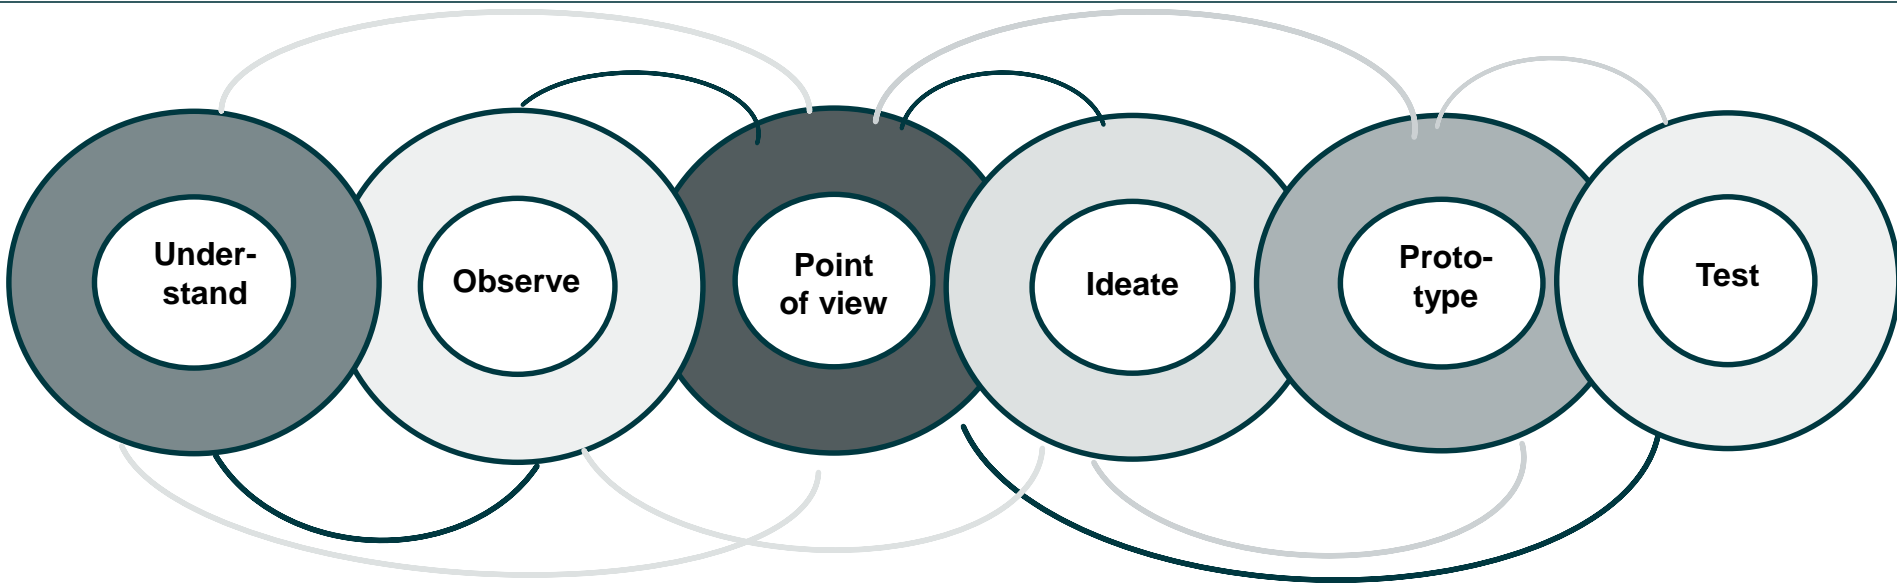 Under-
stand
Observe
Point
of view
Ideate
Proto-
type
Test